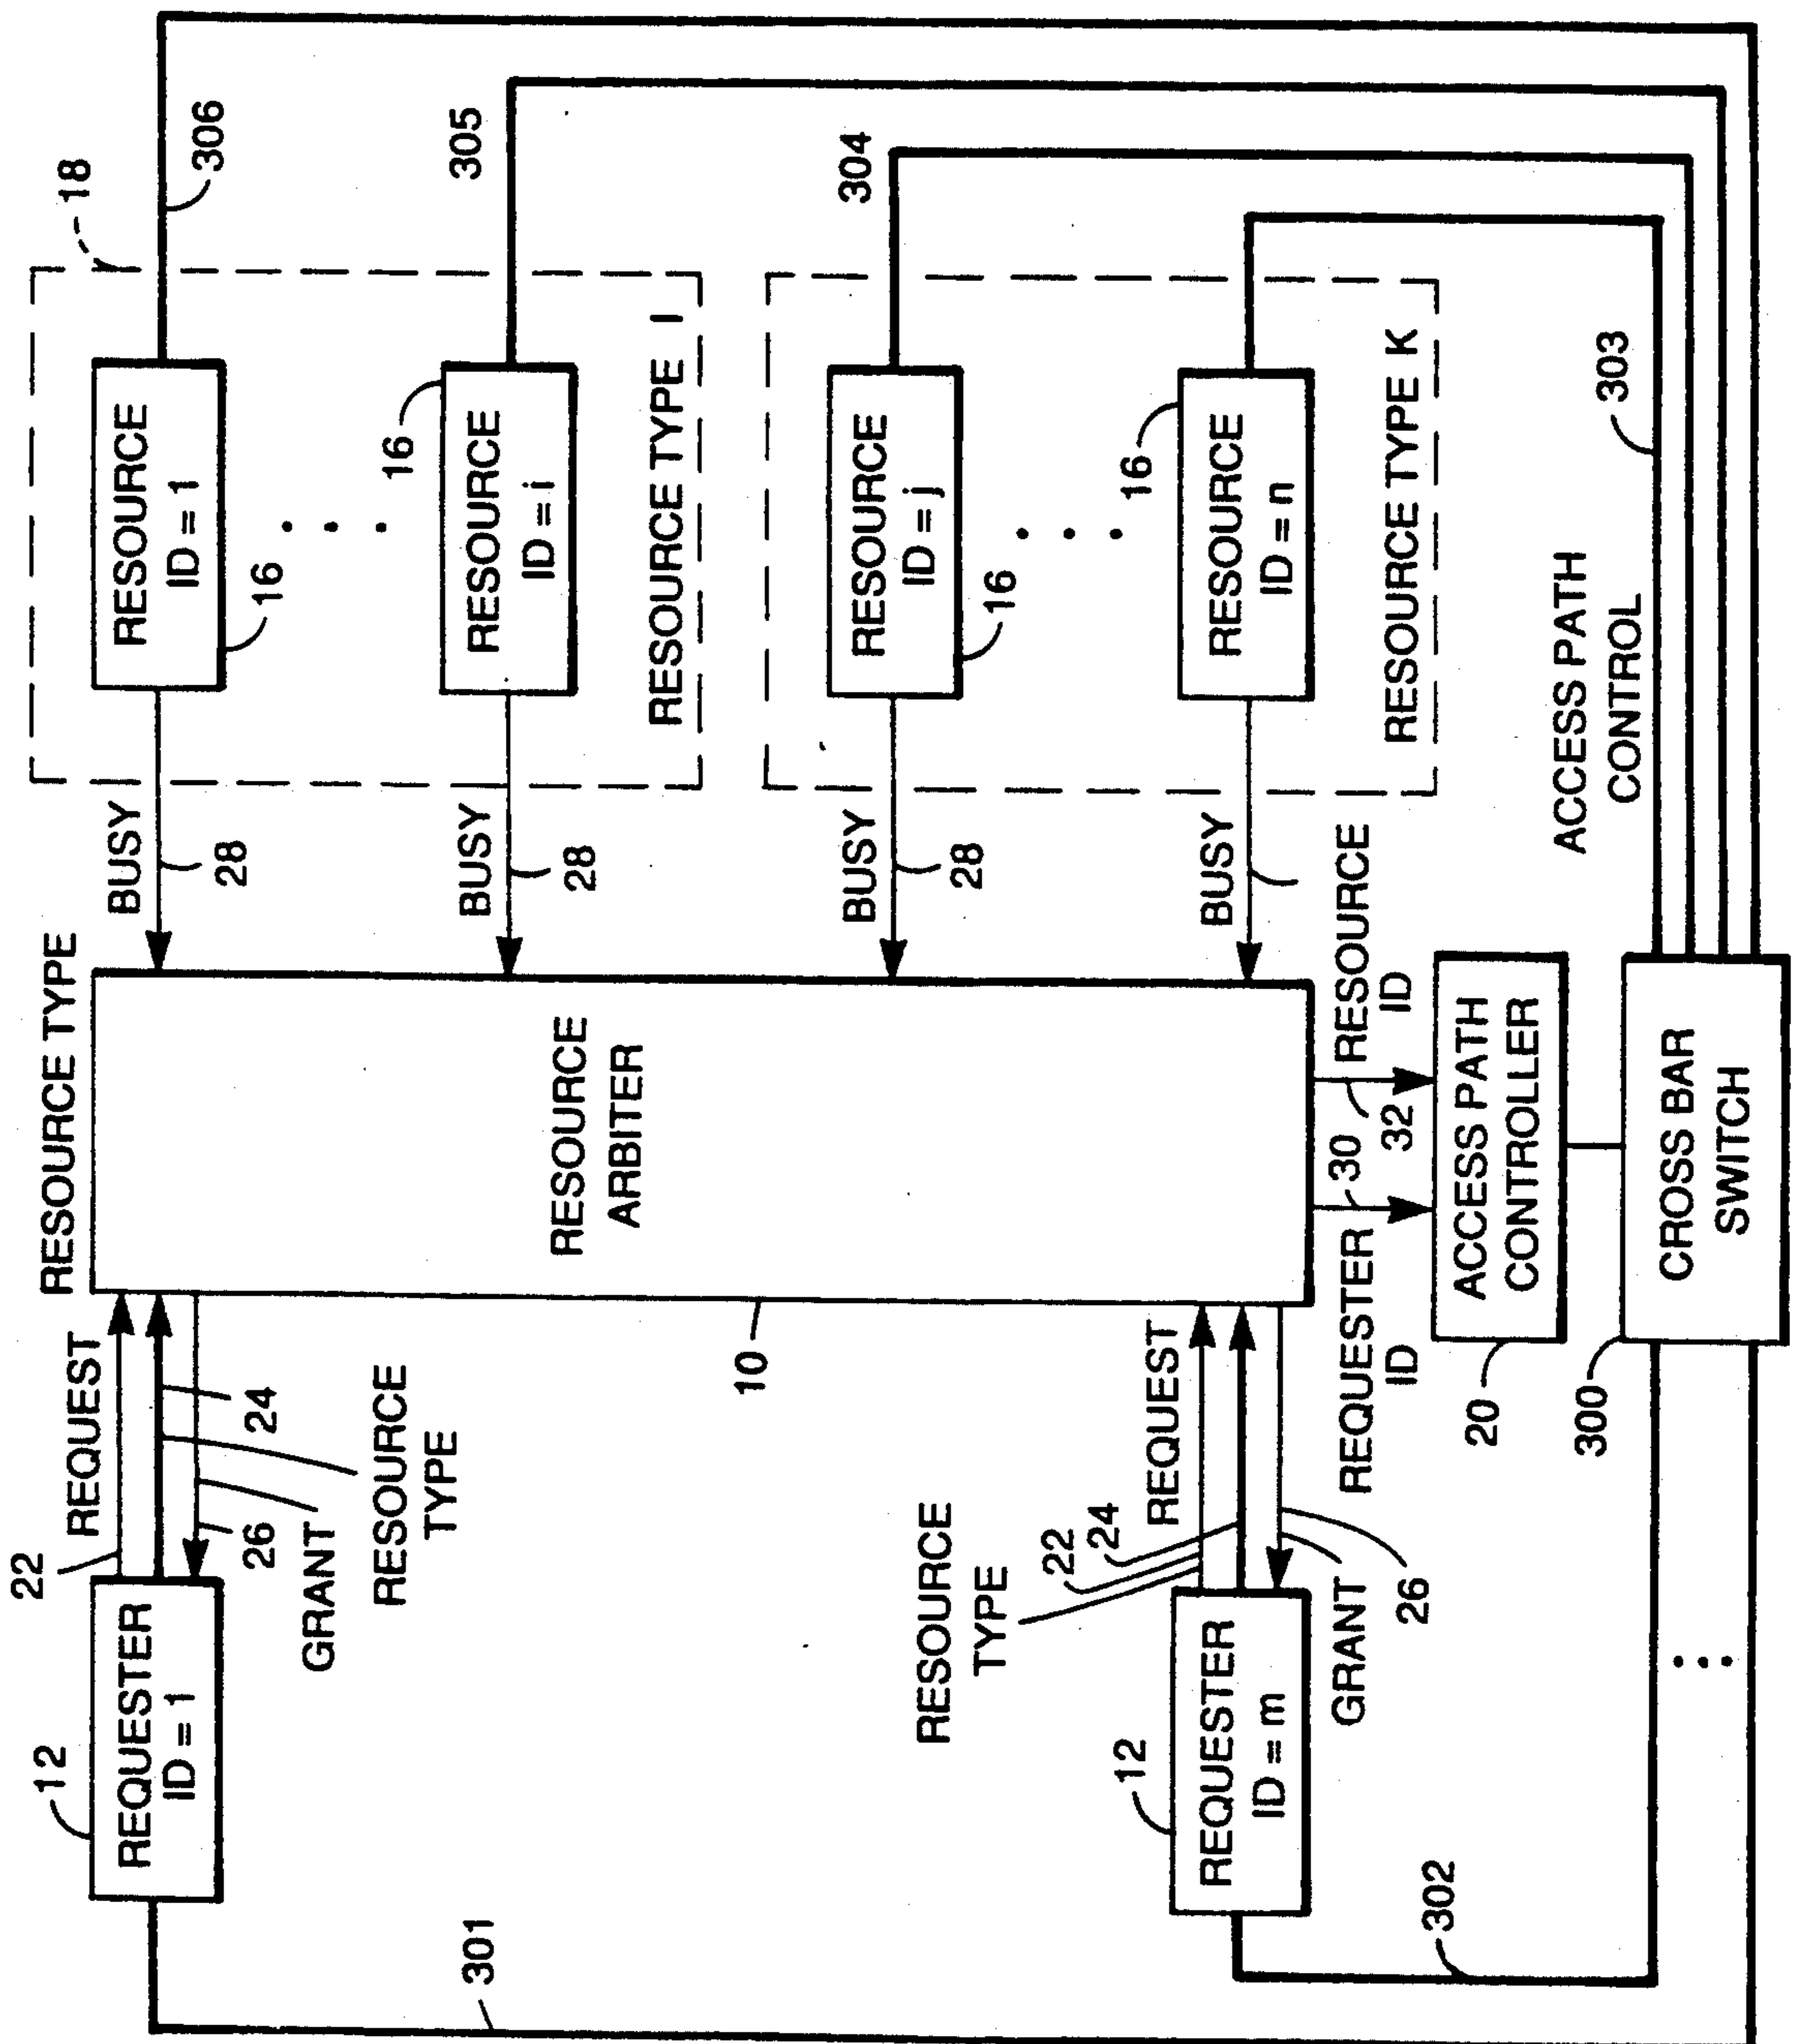 RESOURCE TYPE
12
REQUESTER
ID = 1
22
REQUEST
24
26
GRANT
RESOURCE
TYPE
301
RESOURCE
ARBITER
10
BUSY
28
RESOURCE
ID = 1
16
18
306
BUSY
28
RESOURCE
ID = i
16
305
RESOURCE TYPE I
RESOURCE
TYPE
22
24
REQUEST
12
REQUESTER
ID = m
GRANT
26
302
BUSY
28
RESOURCE
ID = j
16
304
BUSY
RESOURCE
ID = n
16
RESOURCE TYPE K
REQUESTER
ID
30
32
RESOURCE
ID
20
ACCESS PATH
CONTROLLER
ACCESS PATH
CONTROL
303
300
CROSS BAR
SWITCH